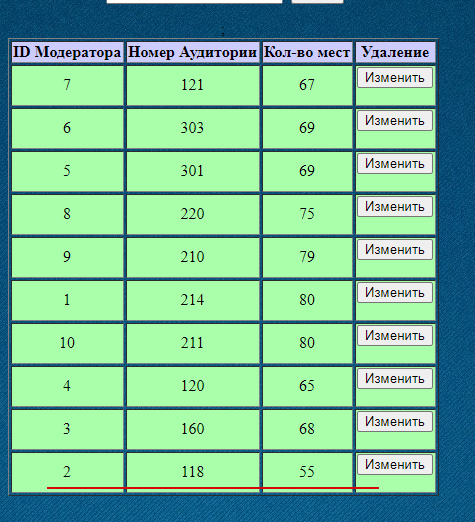 ID Модератора Номер Аудитории Кол-во мест Удаление
7 121 67 Изменить
6 303 69 Изменить
5 301 69 Изменить
8 220 75 Изменить
9 210 79 Изменить
1 214 80 Изменить
10 211 80 Изменить
4 120 65 Изменить
3 160 68 Изменить
2 118 55 Изменить